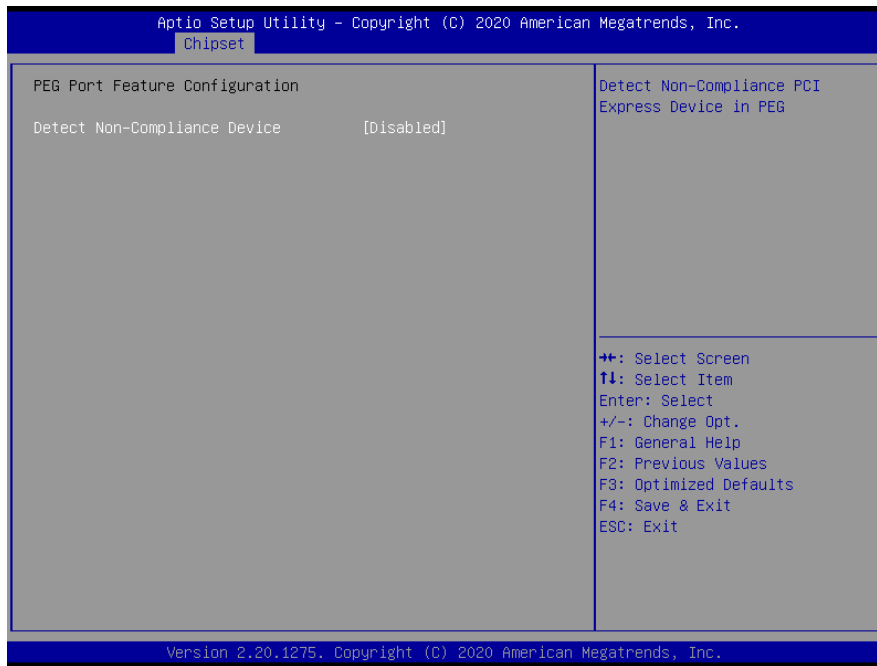 Aptio Setup Utility – Copyright (C) 2020 American Megatrends, Inc.
Chipset
PEG Port Feature Configuration
Detect Non-Compliance Device [Disabled]
Detect Non-Compliance PCI
Express Device in PEG
→←: Select Screen
↑↓: Select Item
Enter: Select
+/-: Change Opt.
F1: General Help
F2: Previous Values
F3: Optimized Defaults
F4: Save & Exit
ESC: Exit
Version 2.20.1275. Copyright (C) 2020 American Megatrends, Inc.